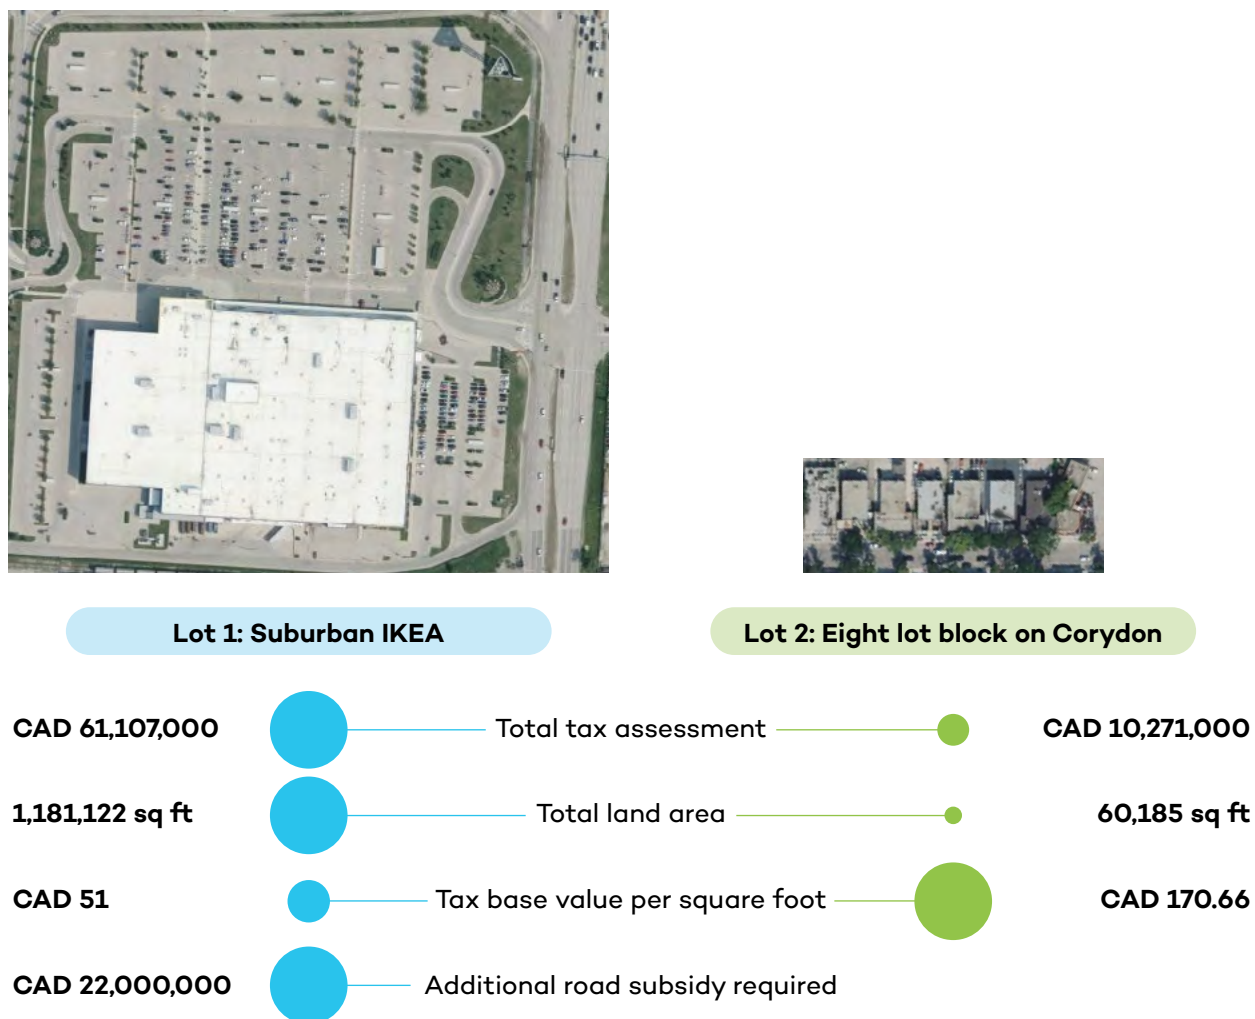 Lot 1: Suburban IKEA
Lot 2: Eight lot block on Corydon
CAD 61,107,000
Total tax assessment
CAD 10,271,000
1,181,122 sq ft
Total land area
60,185 sq ft
CAD 51
Tax base value per square foot
CAD 170.66
CAD 22,000,000
Additional road subsidy required